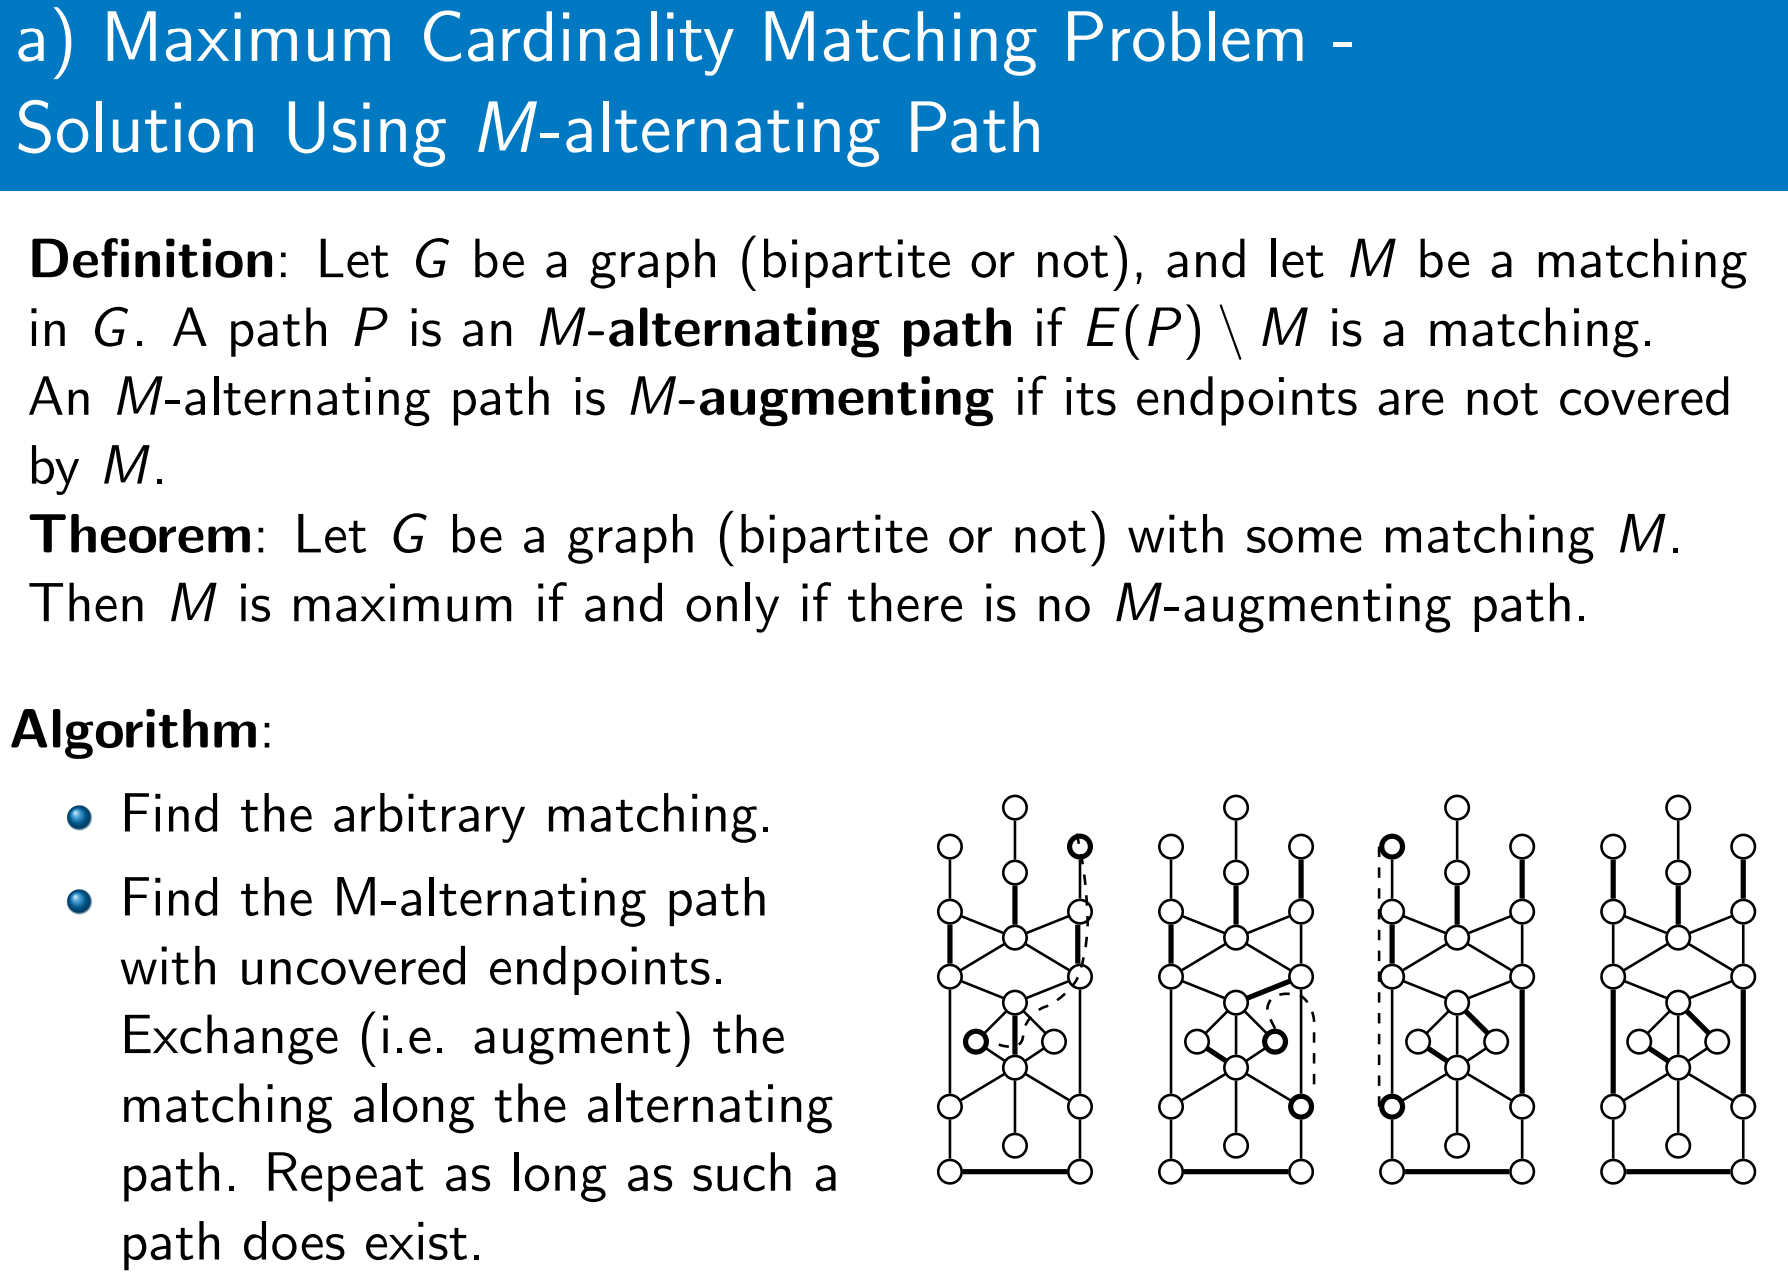 a) Maximum Cardinality Matching Problem -
Solution Using M-alternating Path
Definition: Let G be a graph (bipartite or not), and let M be a matching
in G. A path P is an M-alternating path if E(P) \ M is a matching.
An M-alternating path is M-augmenting if its endpoints are not covered
by M.
Theorem: Let G be a graph (bipartite or not) with some matching M.
Then M is maximum if and only if there is no M-augmenting path.
Algorithm:
Find the arbitrary matching.
Find the M-alternating path
with uncovered endpoints.
Exchange (i.e. augment) the
matching along the alternating
path. Repeat as long as such a
path does exist.